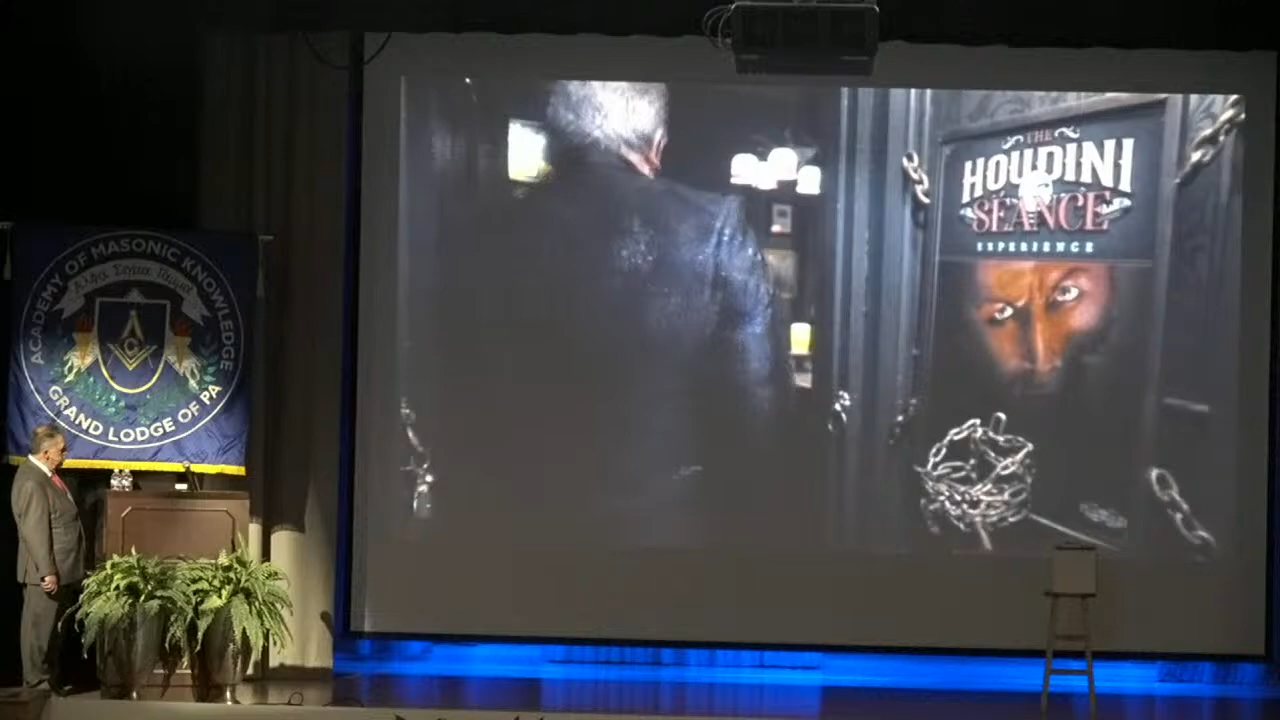 ACADEMY OF MASONIC KNOWLEDGE
GRAND LODGE OF PA
THE
HOUDINI
SÉANCE
EXPERIENCE